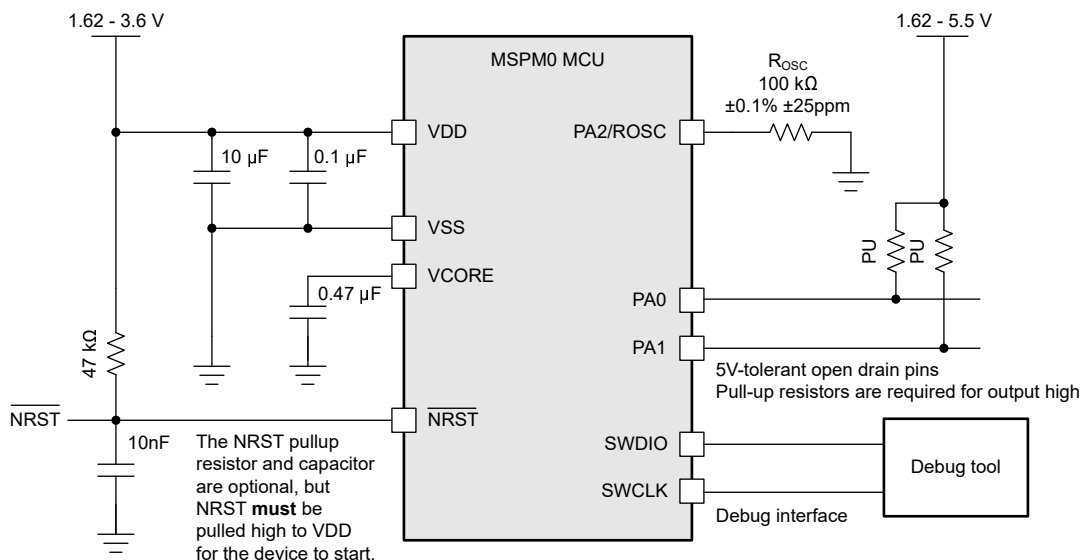 1.62 - 3.6 V
1.62 - 5.5 V
MSPM0 MCU
ROSC
100 kΩ
±0.1% ±25ppm
VDD
PA2/ROSC
10 µF
0.1 µF
VSS
VCORE
0.47 µF
PU
PU
PA0
PA1
47 kΩ
5V-tolerant open drain pins
Pull-up resistors are required for output high
NRST
NRST
10nF
The NRST pullup
resistor and capacitor
are optional, but
NRST must be
pulled high to VDD
for the device to start.
SWDIO
SWCLK
Debug tool
Debug interface